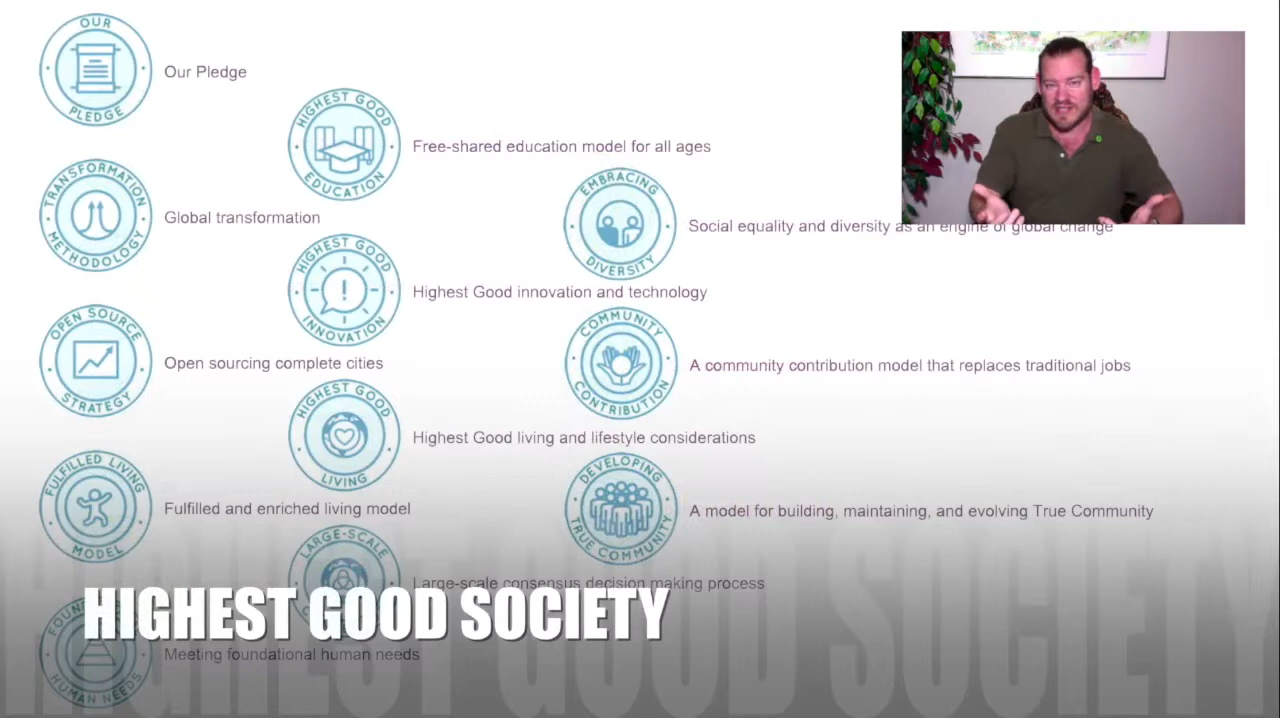 OUR PLEDGE
Our Pledge
HIGHEST GOOD EDUCATION
Free-shared education model for all ages
TRANSFORMATION METHODOLOGY
Global transformation
EMBRACING DIVERSITY
Social equality and diversity as an engine of global change
HIGHEST GOOD INNOVATION
Highest Good innovation and technology
OPEN SOURCE STRATEGY
Open sourcing complete cities
COMMUNITY CONTRIBUTION
A community contribution model that replaces traditional jobs
HIGHEST GOOD LIVING
Highest Good living and lifestyle considerations
FULFILLED LIVING MODEL
Fulfilled and enriched living model
DEVELOPING TRUE COMMUNITY
A model for building, maintaining, and evolving True Community
LARGE-SCALE
Large-scale consensus decision making process
HIGHEST GOOD SOCIETY
HUMAN NEEDS
Meeting foundational human needs
HIGHEST GOOD SOCIETY